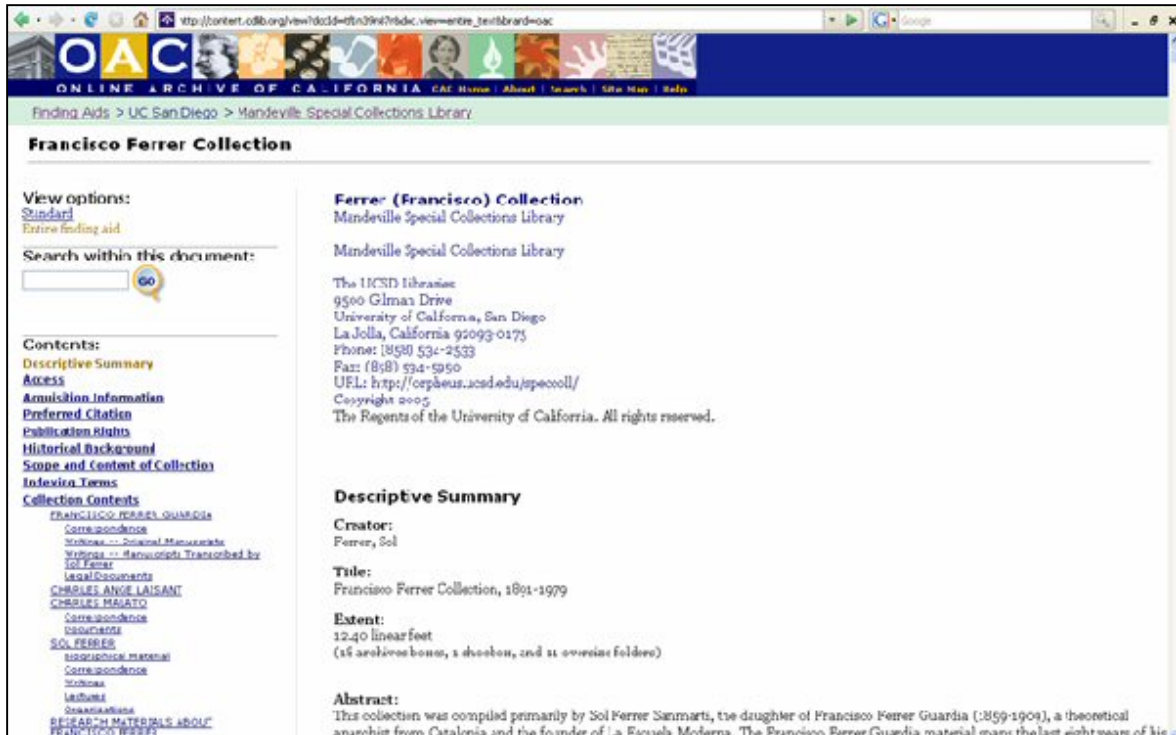 http://content.cdlib.org/view?docId=
Google
OAC
ONLINE ARCHIVE OF CALIFORNIA OAC Home | About | Search | Site Map | Help
Finding Aids > UC San Diego > Mandeville Special Collections Library
Francisco Ferrer Collection
View options:
Standard
Entire finding aid
Search within this document:
GO
Contents:
Descriptive Summary
Access
Acquisition Information
Preferred Citation
Publication Rights
Historical Background
Scope and Content of Collection
Indexing Terms
Collection Contents
FRANCISCO FERRER GUARDIA
Correspondence
Writings -- Original Manuscripts
Writings -- Manuscripts Transcribed by
Sol Ferrer
Legal Documents
CHARLES ANGE LAISANT
CHARLES MALATO
Correspondence
Documents
SOL FERRER
Biographical Material
Correspondence
Writings
Lectures
Organizations
RESEARCH MATERIALS ABOUT
FRANCISCO FERRER
Ferrer (Francisco) Collection
Mandeville Special Collections Library
Mandeville Special Collections Library
The UCSD Libraries
9500 Gilman Drive
University of California, San Diego
La Jolla, California 92093-0175
Phone: (858) 534-2533
Fax: (858) 534-5950
URL: http://orpheus.ucsd.edu/speccoll/
Copyright 2005
The Regents of the University of California. All rights reserved.
Descriptive Summary
Creator:
Ferrer, Sol
Title:
Francisco Ferrer Collection, 1891-1979
Extent:
12.40 linear feet
(16 archives boxes, 1 shoebox, and 11 oversize folders)
Abstract:
This collection was compiled primarily by Sol Ferrer Sanmarti, the daughter of Francisco Ferrer Guardia (1859-1909), a theoretical
anarchist from Catalonia and the founder of La Escuela Moderna. The Francisco Ferrer Guardia material spans the last eight years of his